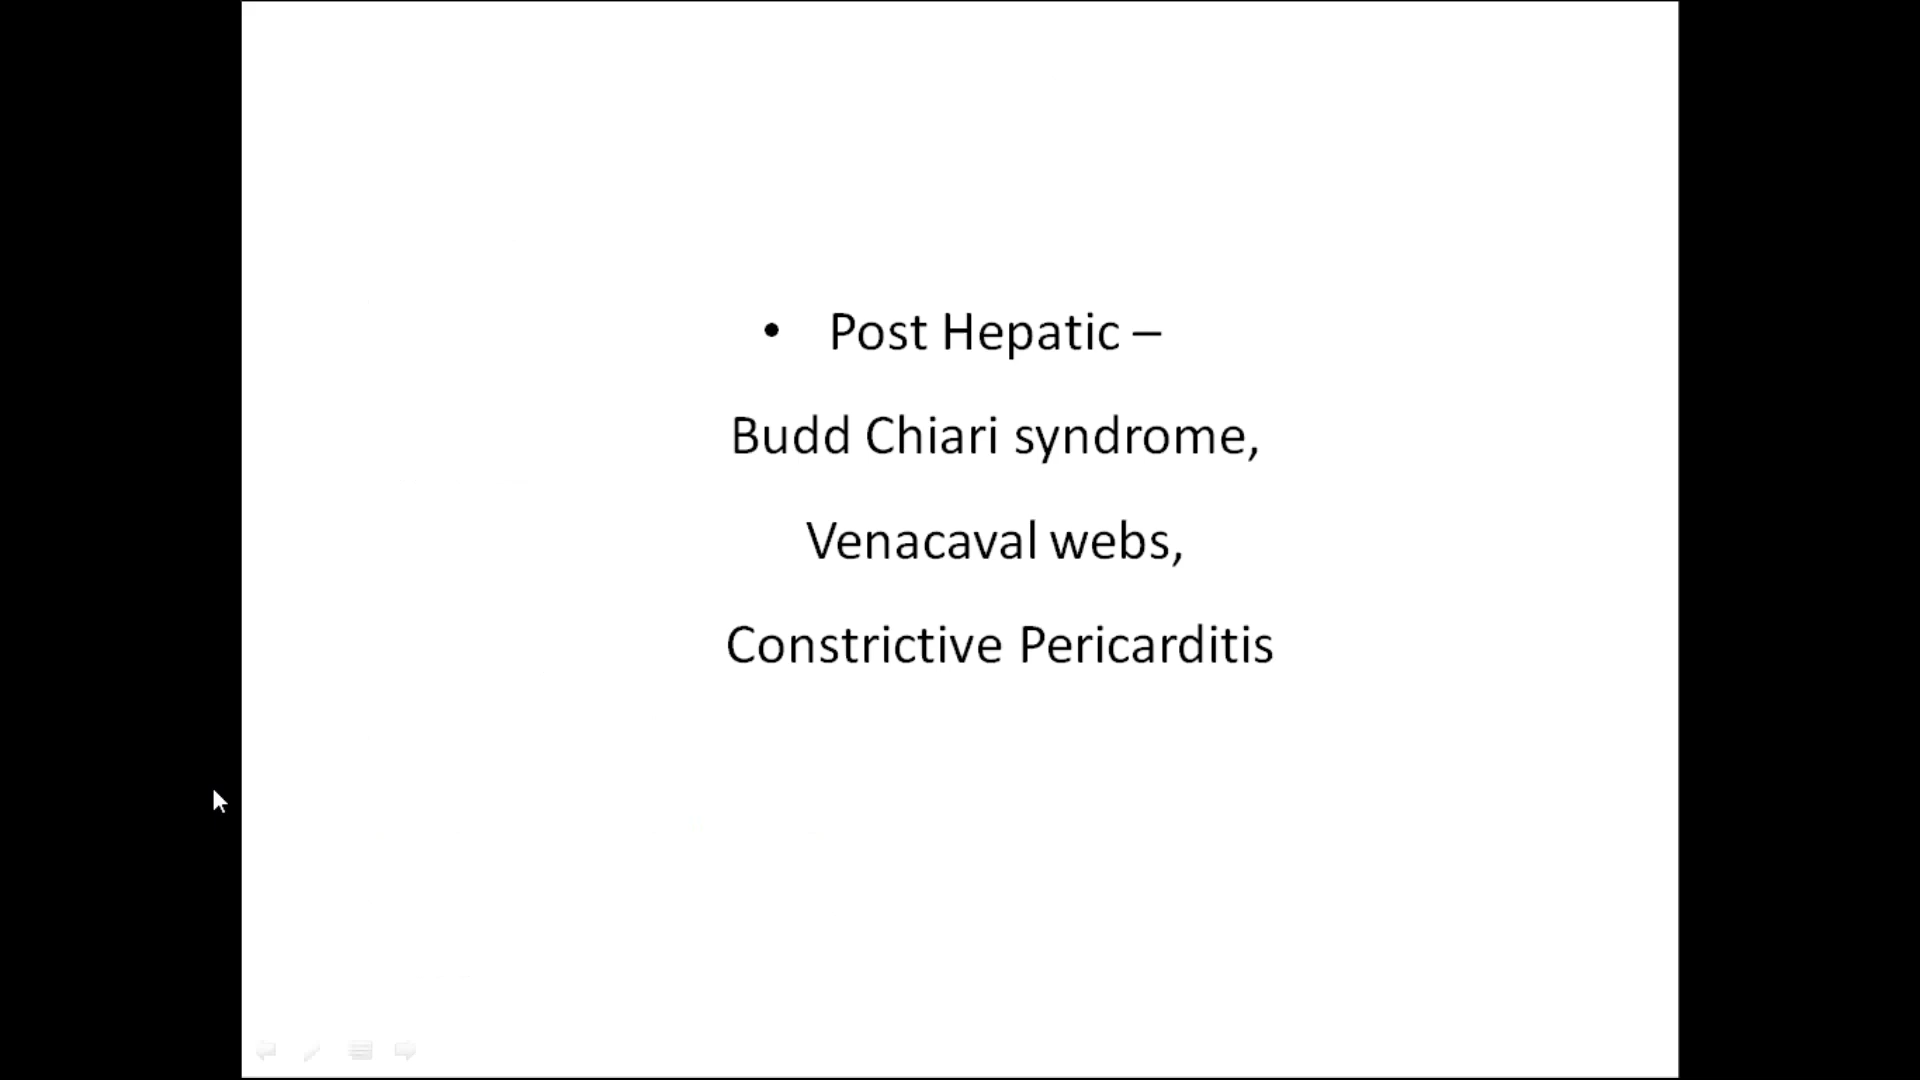 • Post Hepatic –
Budd Chiari syndrome,
Venacaval webs,
Constrictive Pericarditis